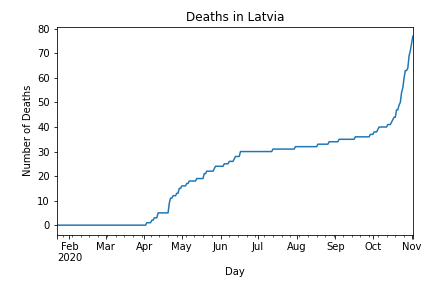 Deaths in Latvia
80
70
60
50
40
30
20
10
0
Number of Deaths
Feb Mar Apr May Jun Jul Aug Sep Oct Nov
2020
Day